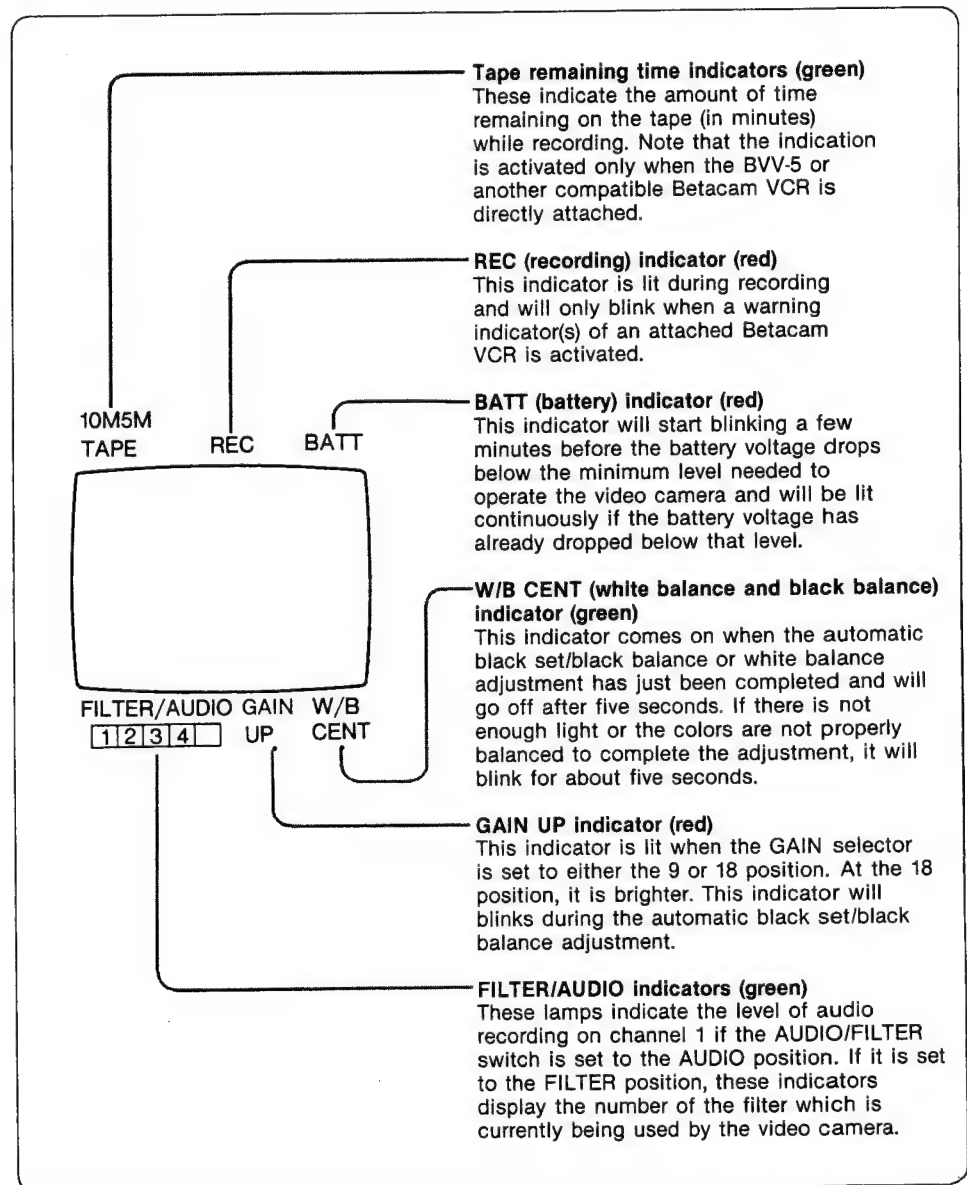 Tape remaining time indicators (green)
These indicate the amount of time
remaining on the tape (in minutes)
while recording. Note that the indication
is activated only when the BVV-5 or
another compatible Betacam VCR is
directly attached.
REC (recording) indicator (red)
This indicator is lit during recording
and will only blink when a warning
indicator(s) of an attached Betacam
VCR is activated.
10M5M
TAPE REC BATT
BATT (battery) indicator (red)
This indicator will start blinking a few
minutes before the battery voltage drops
below the minimum level needed to
operate the video camera and will be lit
continuously if the battery voltage has
already dropped below that level.
W/B CENT (white balance and black balance)
indicator (green)
This indicator comes on when the automatic
black set/black balance or white balance
adjustment has just been completed and will
go off after five seconds. If there is not
enough light or the colors are not properly
balanced to complete the adjustment, it will
blink for about five seconds.
FILTER/AUDIO GAIN W/B
1 2 3 4 UP CENT
GAIN UP indicator (red)
This indicator is lit when the GAIN selector
is set to either the 9 or 18 position. At the 18
position, it is brighter. This indicator will
blinks during the automatic black set/black
balance adjustment.
FILTER/AUDIO indicators (green)
These lamps indicate the level of audio
recording on channel 1 if the AUDIO/FILTER
switch is set to the AUDIO position. If it is set
to the FILTER position, these indicators
display the number of the filter which is
currently being used by the video camera.